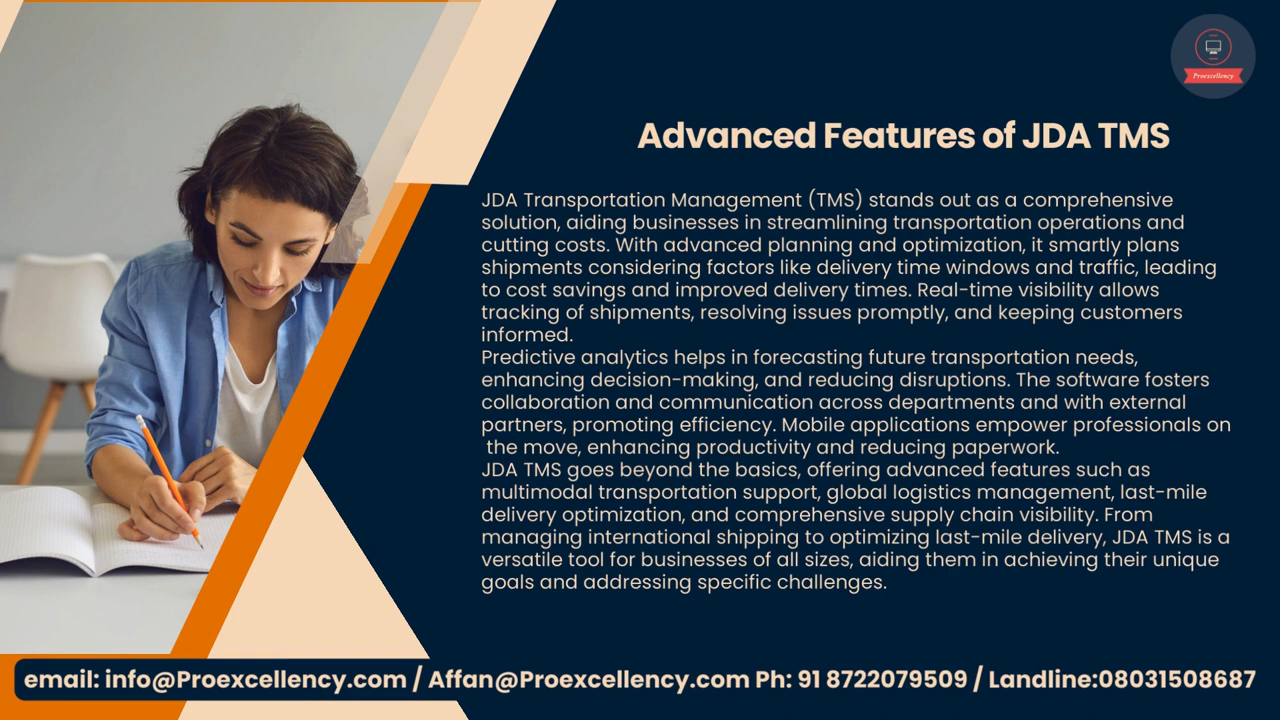 Proexcellency
Advanced Features of JDA TMS
JDA Transportation Management (TMS) stands out as a comprehensive
solution, aiding businesses in streamlining transportation operations and
cutting costs. With advanced planning and optimization, it smartly plans
shipments considering factors like delivery time windows and traffic, leading
to cost savings and improved delivery times. Real-time visibility allows
tracking of shipments, resolving issues promptly, and keeping customers
informed.
Predictive analytics helps in forecasting future transportation needs,
enhancing decision-making, and reducing disruptions. The software fosters
collaboration and communication across departments and with external
partners, promoting efficiency. Mobile applications empower professionals on
the move, enhancing productivity and reducing paperwork.
JDA TMS goes beyond the basics, offering advanced features such as
multimodal transportation support, global logistics management, last-mile
delivery optimization, and comprehensive supply chain visibility. From
managing international shipping to optimizing last-mile delivery, JDA TMS is a
versatile tool for businesses of all sizes, aiding them in achieving their unique
goals and addressing specific challenges.
email: info@Proexcellency.com / Affan@Proexcellency.com Ph: 91 8722079509 / Landline:08031508687